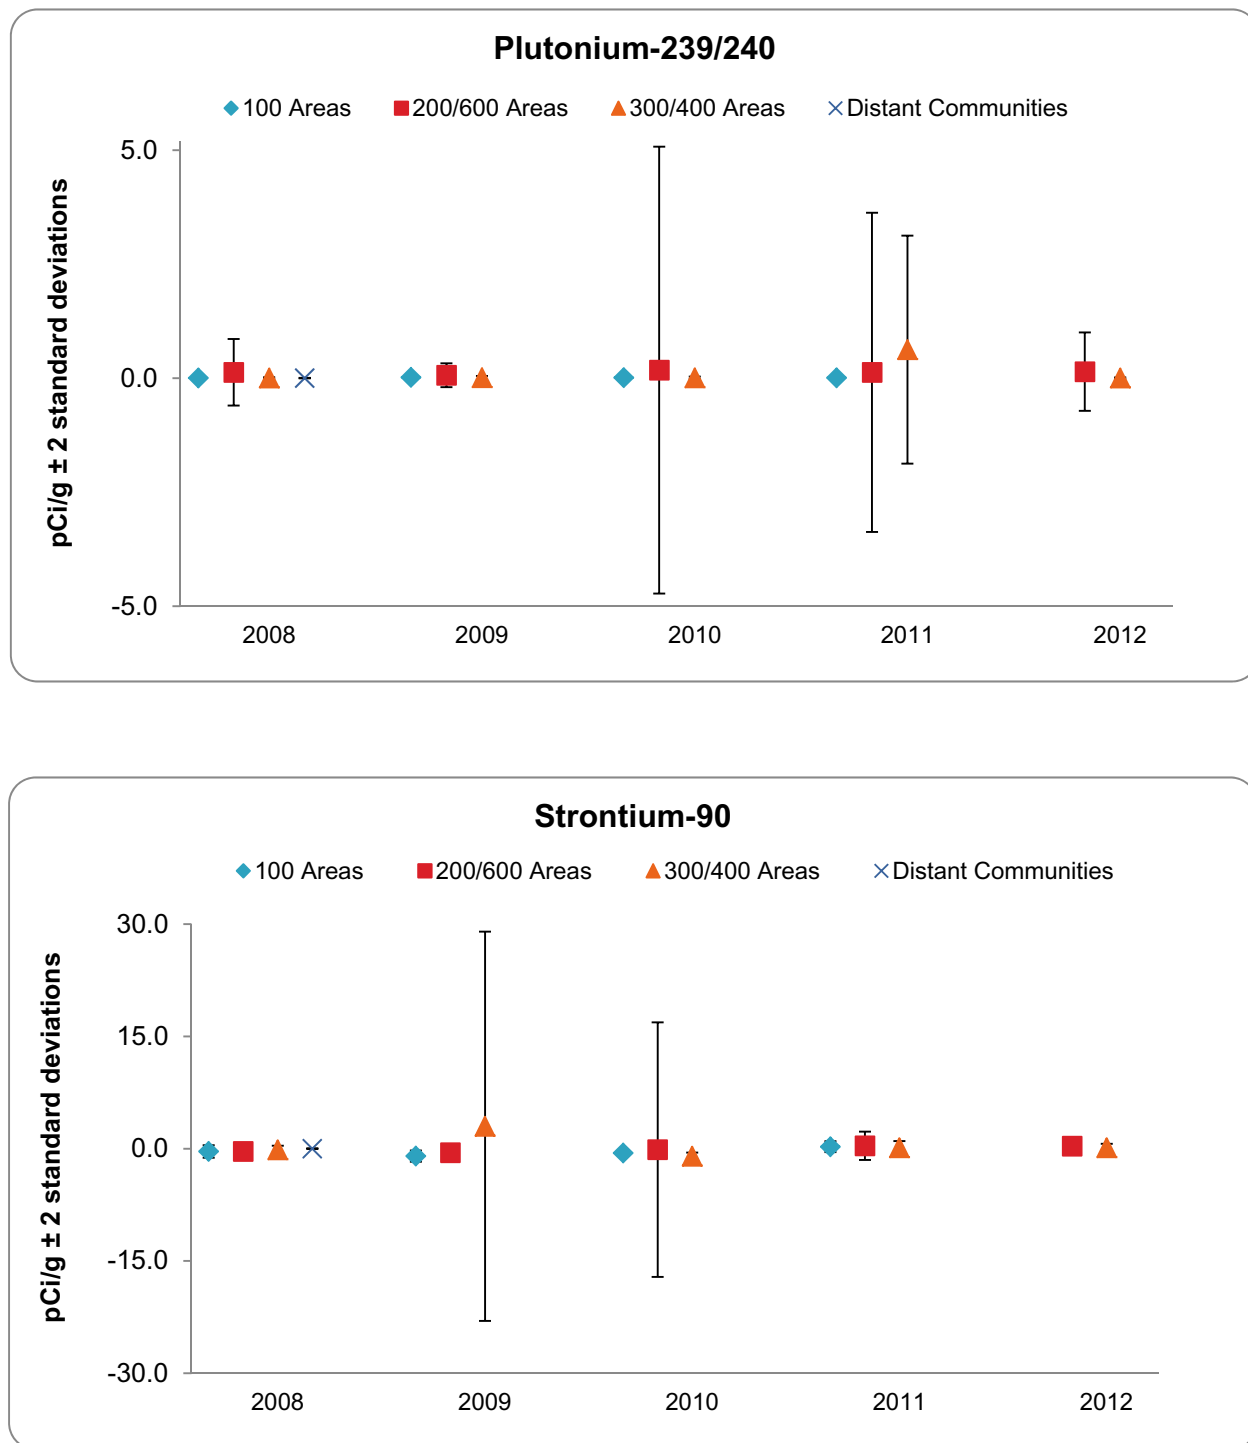 Plutonium-239/240
100 Areas 200/600 Areas 300/400 Areas Distant Communities
pCi/g ± 2 standard deviations
5.0
0.0
-5.0
2008 2009 2010 2011 2012
Strontium-90
100 Areas 200/600 Areas 300/400 Areas Distant Communities
pCi/g ± 2 standard deviations
30.0
15.0
0.0
-15.0
-30.0
2008 2009 2010 2011 2012